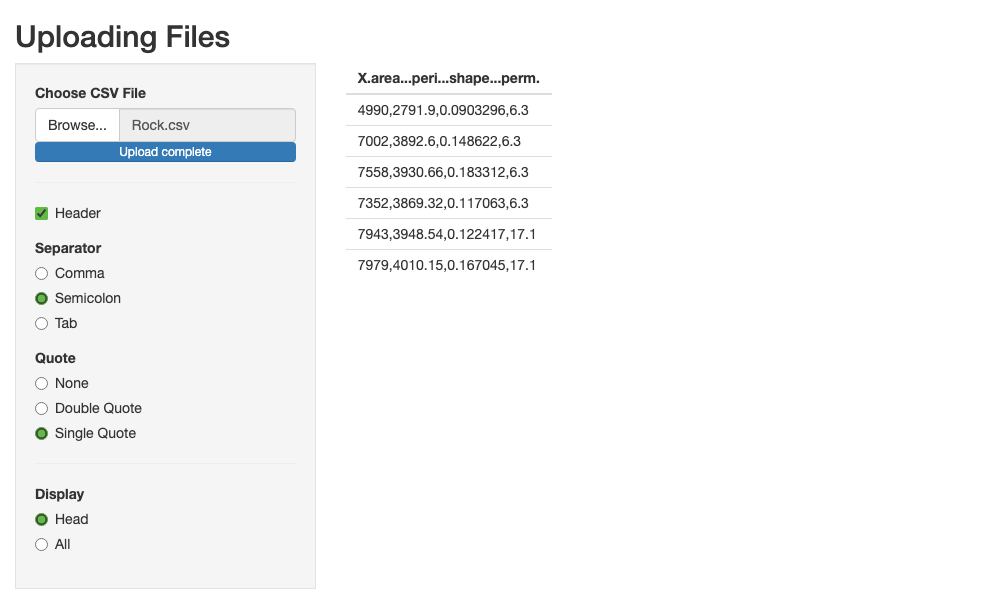 Uploading Files
Choose CSV File
Browse... Rock.csv
Upload complete
Header
Separator
Comma
Semicolon
Tab
Quote
None
Double Quote
Single Quote
Display
Head
All
X.area...peri...shape...perm.
4990,2791.9,0.0903296,6.3
7002,3892.6,0.148622,6.3
7558,3930.66,0.183312,6.3
7352,3869.32,0.117063,6.3
7943,3948.54,0.122417,17.1
7979,4010.15,0.167045,17.1